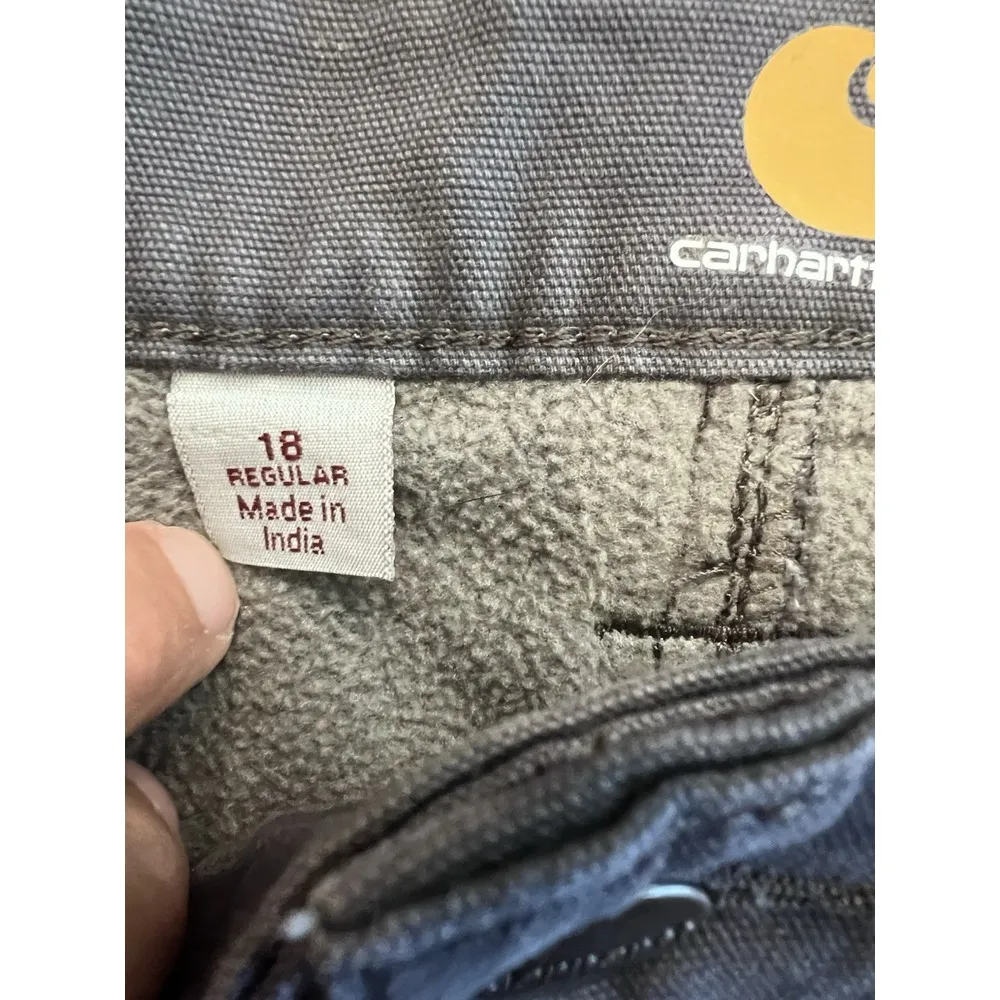 carhartt
18
REGULAR
Made in
India